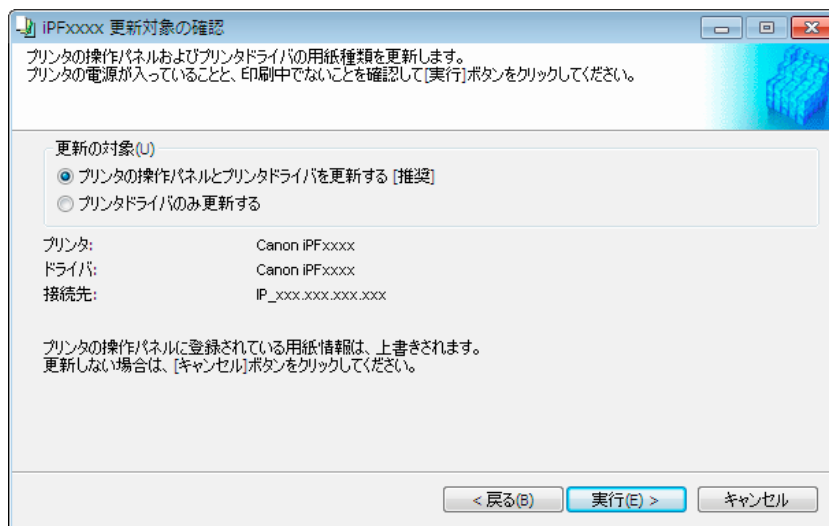 iPFxxxx 更新対象の確認
プリンタの操作パネルおよびプリンタドライバの用紙種類を更新します。
プリンタの電源が入っていることと、印刷中でないことを確認して[実行]ボタンをクリックしてください。
更新の対象(U)
プリンタの操作パネルとプリンタドライバを更新する [推奨]
プリンタドライバのみ更新する
プリンタ: Canon iPFxxxx
ドライバ: Canon iPFxxxx
接続先: IP_xxx.xxx.xxx.xxx
プリンタの操作パネルに登録されている用紙情報は、上書きされます。
更新しない場合は、[キャンセル]ボタンをクリックしてください。
< 戻る(B) 実行(E) > キャンセル